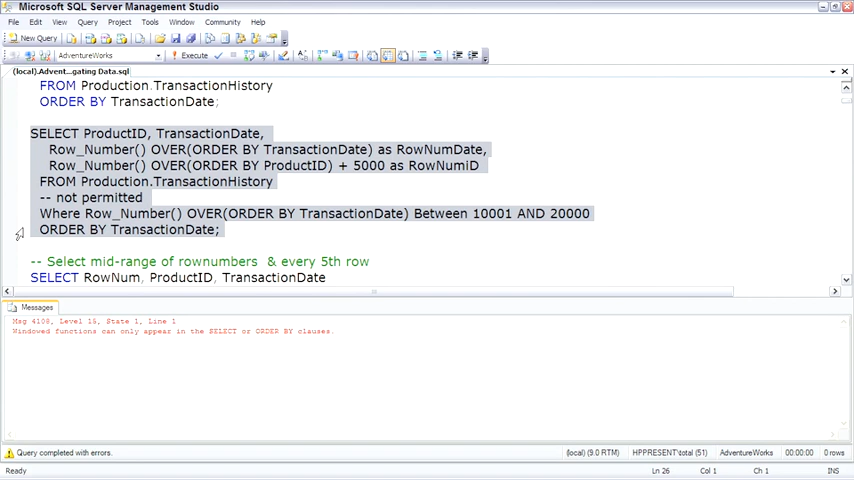 Microsoft SQL Server Management Studio
File Edit View Query Project Tools Window Community Help
New Query
AdventureWorks Execute
(local).Advent...gating Data.sql
FROM Production.TransactionHistory
ORDER BY TransactionDate;
SELECT ProductID, TransactionDate,
Row_Number() OVER(ORDER BY TransactionDate) as RowNumDate,
Row_Number() OVER(ORDER BY ProductID) + 5000 as RowNumiD
FROM Production.TransactionHistory
-- not permitted
Where Row_Number() OVER(ORDER BY TransactionDate) Between 10001 AND 20000
ORDER BY TransactionDate;
-- Select mid-range of rownumbers & every 5th row
SELECT RowNum, ProductID, TransactionDate
Messages
Msg 4108, Level 15, State 1, Line 1
Windowed functions can only appear in the SELECT or ORDER BY clauses.
Query completed with errors. (local) (9.0 RTM) HPPRESENT\total (51) AdventureWorks 00:00:00 0 rows
Ready Ln 26 Col 1 Ch 1 INS